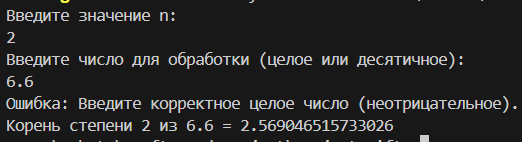 Введите значение n:
2
Введите число для обработки (целое или десятичное):
6.6
Ошибка: Введите корректное целое число (неотрицательное).
Корень степени 2 из 6.6 = 2.569046515733026